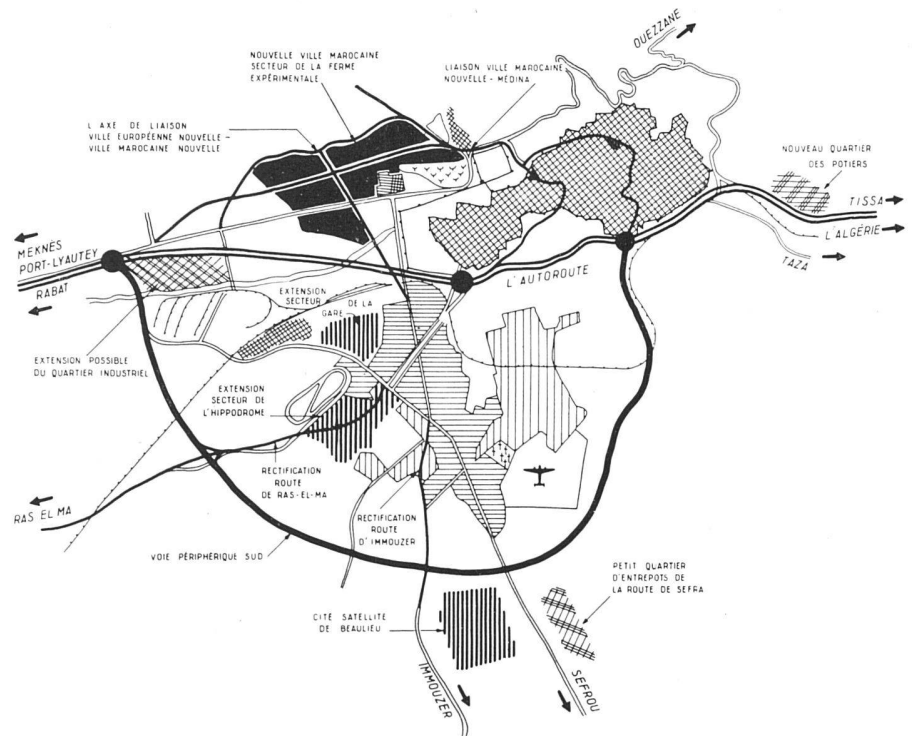 OUEZZANE
NOUVELLE VILLE MAROCAINE
SECTEUR DE LA FERME
EXPÉRIMENTALE
LIAISON VILLE MAROCAINE
NOUVELLE-MÉDINA
L'AXE DE LIAISON
VILLE EUROPÉENNE NOUVELLE-
VILLE MAROCAINE NOUVELLE
NOUVEAU QUARTIER
DES POTIERS
TISSA
L'ALGÉRIE
TAZA
MEKNÈS
PORT-LYAUTEY
RABAT
L'AUTOROUTE
EXTENSION
SECTEUR DE LA
GARE
EXTENSION POSSIBLE
DU QUARTIER INDUSTRIEL
EXTENSION
SECTEUR DE
L'HIPPODROME
RECTIFICATION
ROUTE
DE RAS-EL-MA
RAS EL MA
RECTIFICATION
ROUTE
D'IMMOUZER
VOIE PÉRIPHÉRIQUE SUD
PETIT QUARTIER
D'ENTREPOTS DE
LA ROUTE DE SEFRA
CITÉ SATELLITE
DE BEAULIEU
IMMOUZER
SEFROU